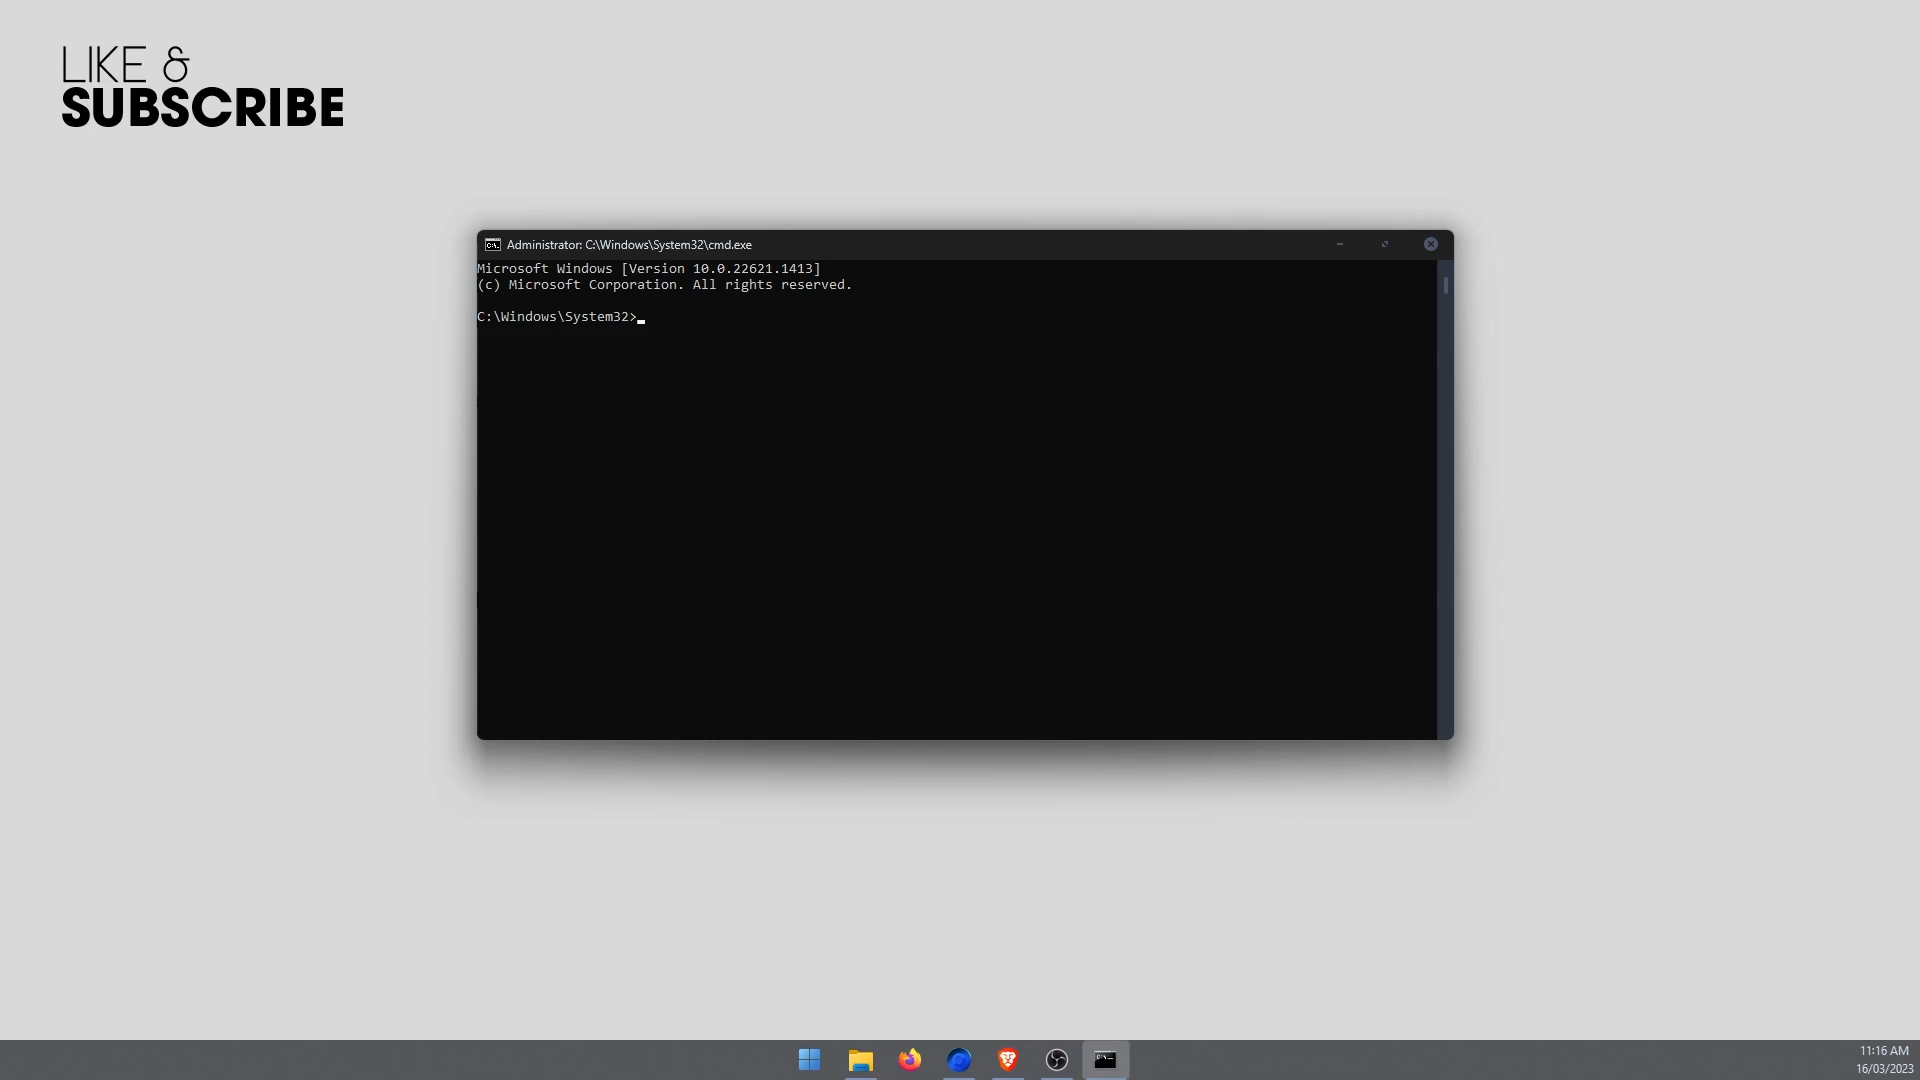 LIKE &
SUBSCRIBE
Administrator: C:\Windows\System32\cmd.exe
Microsoft Windows [Version 10.0.22621.1413]
(c) Microsoft Corporation. All rights reserved.
C:\Windows\System32>
11:16 AM
16/03/2023